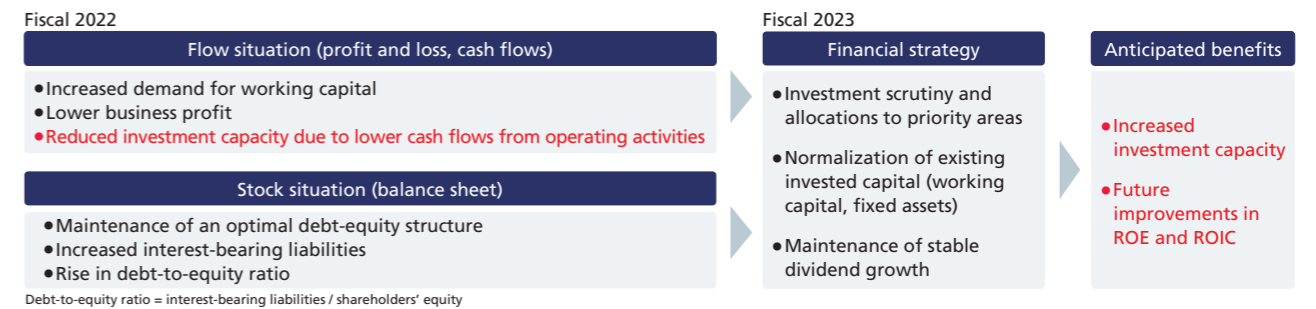 Fiscal 2022
Flow situation (profit and loss, cash flows)
●Increased demand for working capital
●Lower business profit
●Reduced investment capacity due to lower cash flows from operating activities
Stock situation (balance sheet)
●Maintenance of an optimal debt-equity structure
●Increased interest-bearing liabilities
●Rise in debt-to-equity ratio
Debt-to-equity ratio = interest-bearing liabilities / shareholders’ equity
Fiscal 2023
Financial strategy
●Investment scrutiny and
allocations to priority areas
●Normalization of existing
invested capital (working
capital, fixed assets)
●Maintenance of stable
dividend growth
Anticipated benefits
●Increased
investment capacity
●Future
improvements in
ROE and ROIC